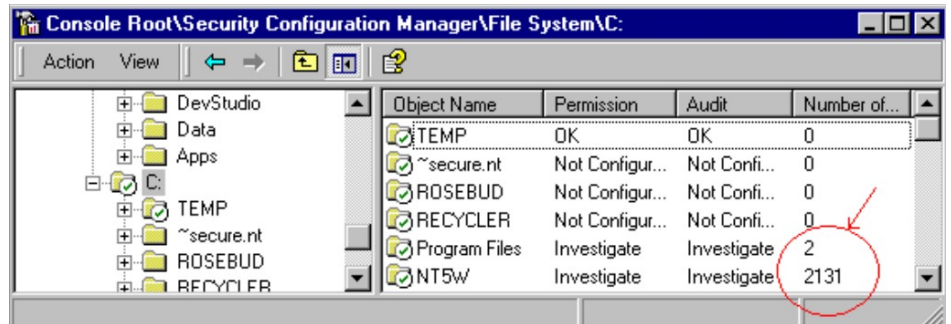 Console Root\Security Configuration Manager\File System\C:
Action View
DevStudio
Data
Apps
C:
TEMP
~secure.nt
ROSEBUD
RECYCLER
Object Name Permission Audit Number of...
TEMP OK OK 0
~secure.nt Not Configur... Not Confi... 0
ROSEBUD Not Configur... Not Confi... 0
RECYCLER Not Configur... Not Confi... 0
Program Files Investigate Investigate 2
NT5W Investigate Investigate 2131